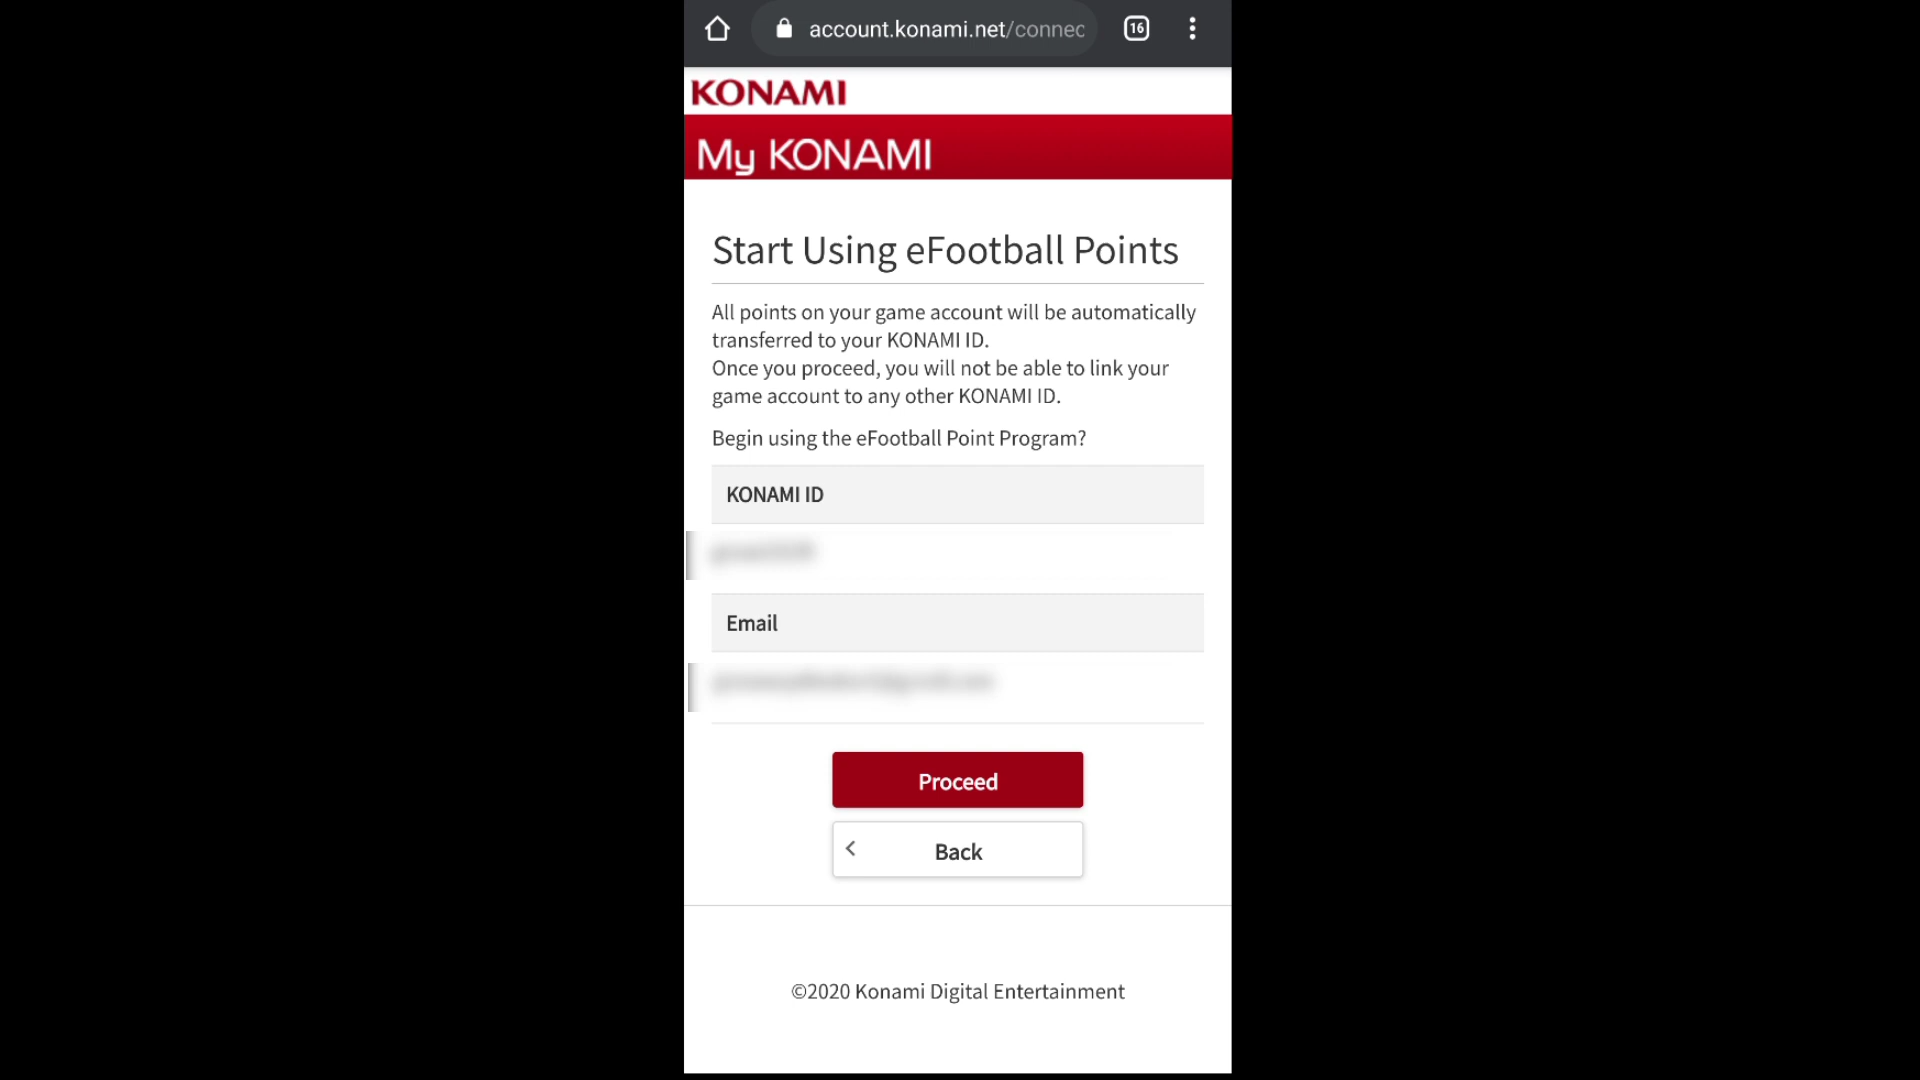 account.konami.net/connec
16
KONAMI
My KONAMI
Start Using eFootball Points
All points on your game account will be automatically
transferred to your KONAMI ID.
Once you proceed, you will not be able to link your
game account to any other KONAMI ID.
Begin using the eFootball Point Program?
KONAMI ID
Email
Proceed
Back
©2020 Konami Digital Entertainment